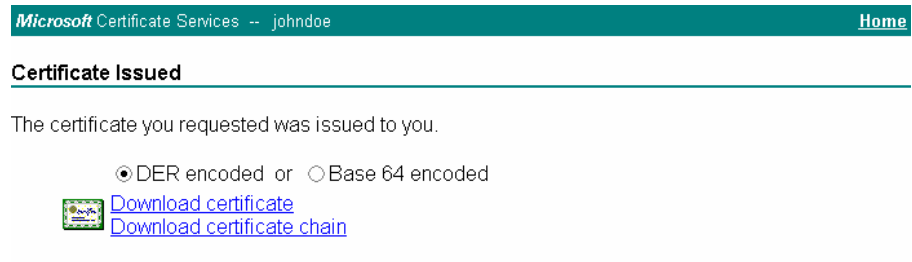 Microsoft Certificate Services -- johndoe Home
Certificate Issued
The certificate you requested was issued to you.
DER encoded or Base 64 encoded
Download certificate
Download certificate chain